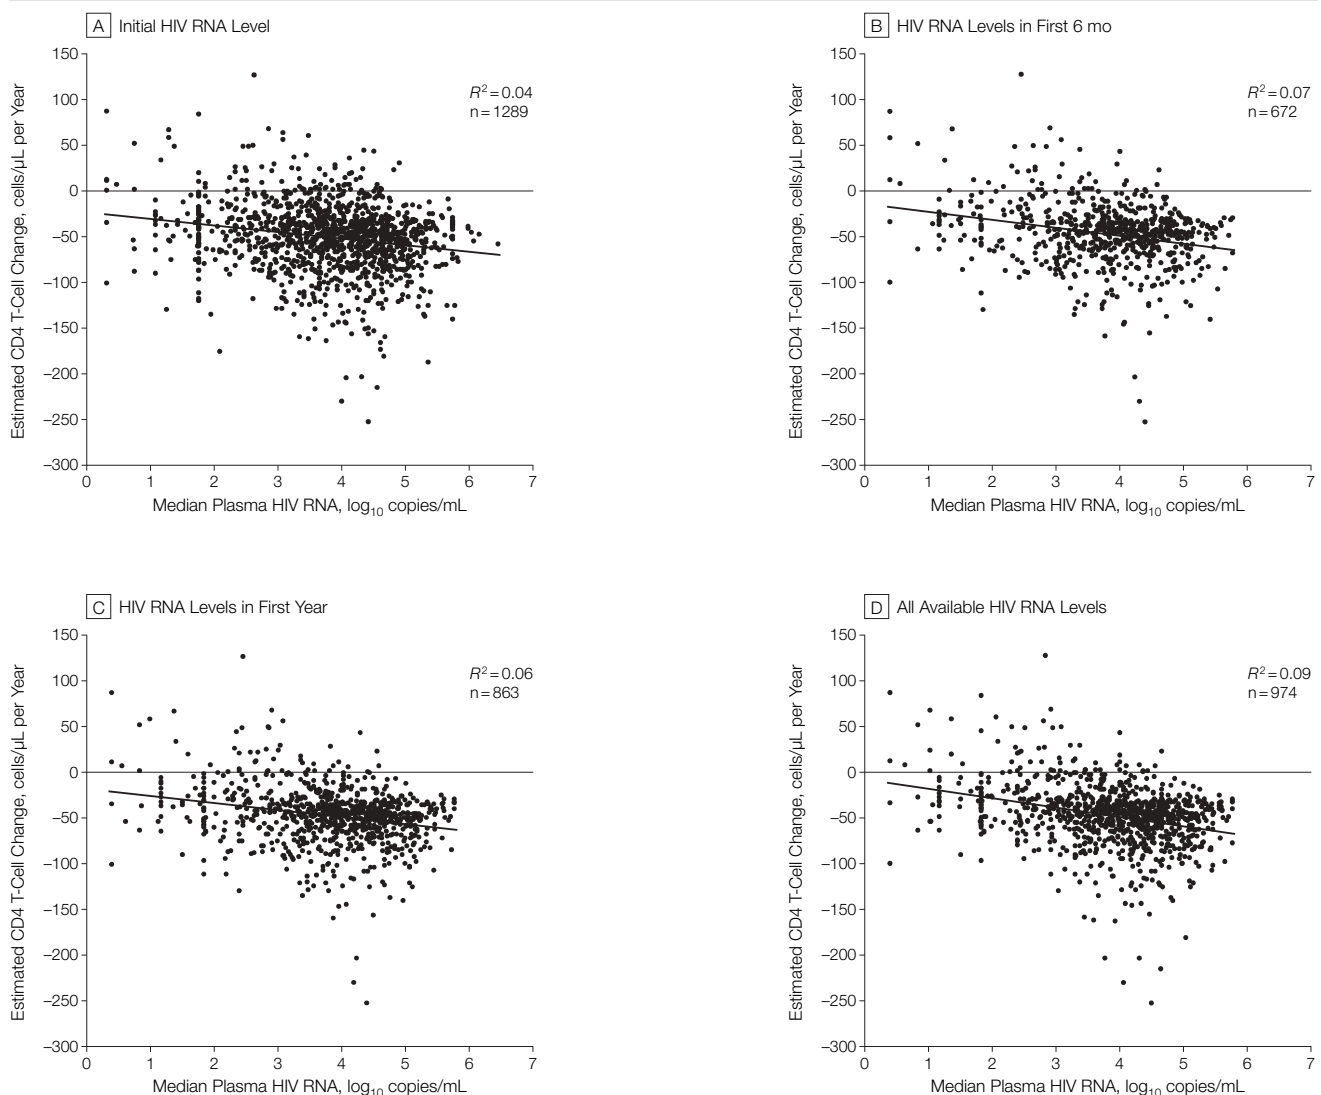 A Initial HIV RNA Level
150
100
50
0
–50
–100
–150
–200
–250
–300
Estimated CD4 T-Cell Change, cells/μL per Year
R² = 0.04
n = 1289
0 1 2 3 4 5 6 7
Median Plasma HIV RNA, log₁₀ copies/mL
B HIV RNA Levels in First 6 mo
150
100
50
0
–50
–100
–150
–200
–250
–300
Estimated CD4 T-Cell Change, cells/μL per Year
R² = 0.07
n = 672
0 1 2 3 4 5 6 7
Median Plasma HIV RNA, log₁₀ copies/mL
C HIV RNA Levels in First Year
150
100
50
0
–50
–100
–150
–200
–250
–300
Estimated CD4 T-Cell Change, cells/μL per Year
R² = 0.06
n = 863
0 1 2 3 4 5 6 7
Median Plasma HIV RNA, log₁₀ copies/mL
D All Available HIV RNA Levels
150
100
50
0
–50
–100
–150
–200
–250
–300
Estimated CD4 T-Cell Change, cells/μL per Year
R² = 0.09
n = 974
0 1 2 3 4 5 6 7
Median Plasma HIV RNA, log₁₀ copies/mL